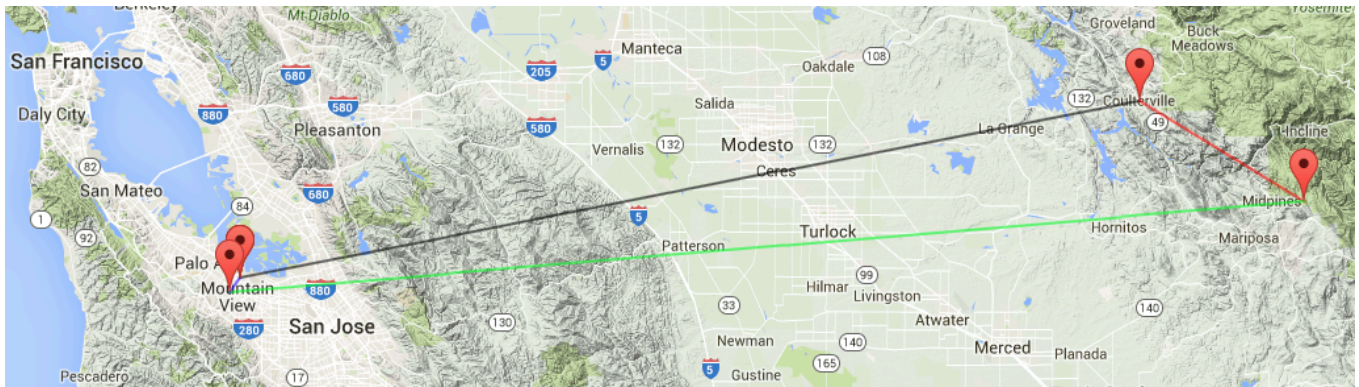 Berkeley
Mt Diablo
Yosemite
Groveland
Buck
Meadows
Manteca
5
108
San Francisco
680
205
Oakdale
580
132
Coulterville
Salida
880
Daly City
580
49
Pleasanton
La Grange
Incline
Modesto
Vernalis
132
132
82
Ceres
San Mateo
680
Midpines
84
1
5
Hornitos
92
Turlock
Mariposa
Patterson
Palo A
99
Mountain
View
880
Hilmar
Livingston
33
140
280
San Jose
130
Atwater
Newman
140
Merced
Planada
Pescadero
17
5
Gustine
165